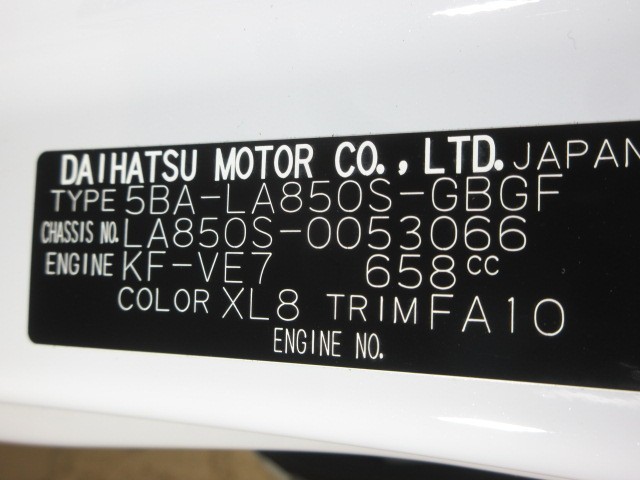 DAIHATSU MOTOR CO., LTD. JAPAN
TYPE 5BA-LA850S-GBGF
CHASSIS NO. LA850S-0053066
ENGINE KF-VE7 658cc
COLOR XL8 TRIM FA10
ENGINE NO.